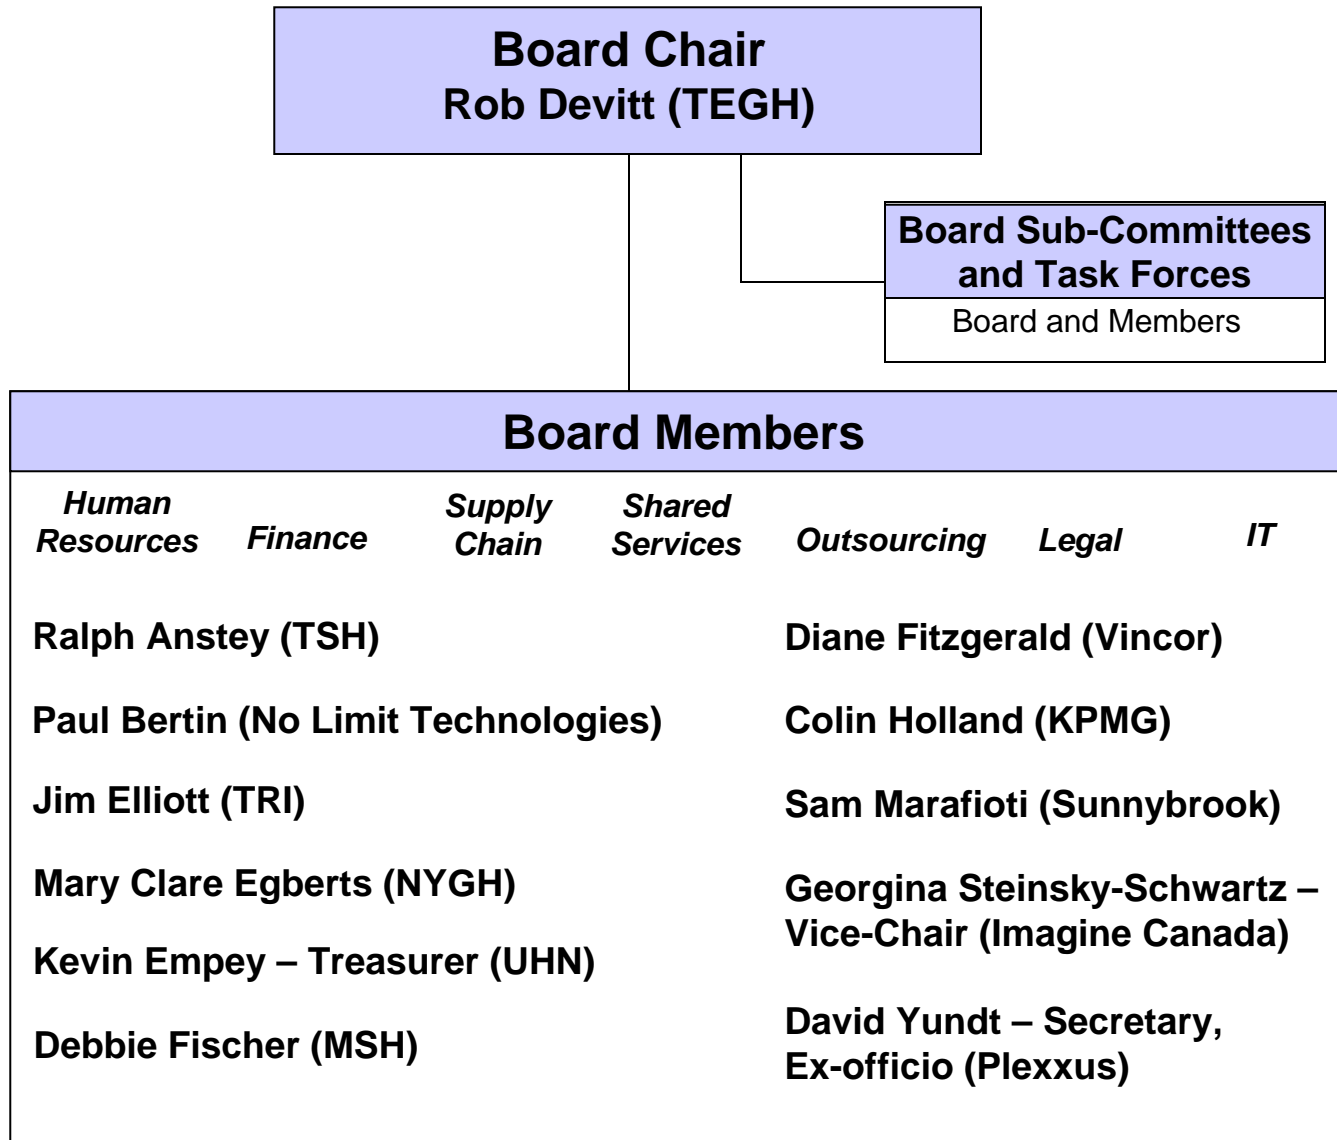 Board Chair
Rob Devitt (TEGH)
Board Sub-Committees
and Task Forces
Board and Members
Board Members
Human
Resources
Finance
Supply
Chain
Shared
Services
Outsourcing
Legal
IT
Ralph Anstey (TSH)
Paul Bertin (No Limit Technologies)
Jim Elliott (TRI)
Mary Clare Egberts (NYGH)
Kevin Empey – Treasurer (UHN)
Debbie Fischer (MSH)
Diane Fitzgerald (Vincor)
Colin Holland (KPMG)
Sam Marafioti (Sunnybrook)
Georgina Steinsky-Schwartz –
Vice-Chair (Imagine Canada)
David Yundt – Secretary,
Ex-officio (Plexxus)